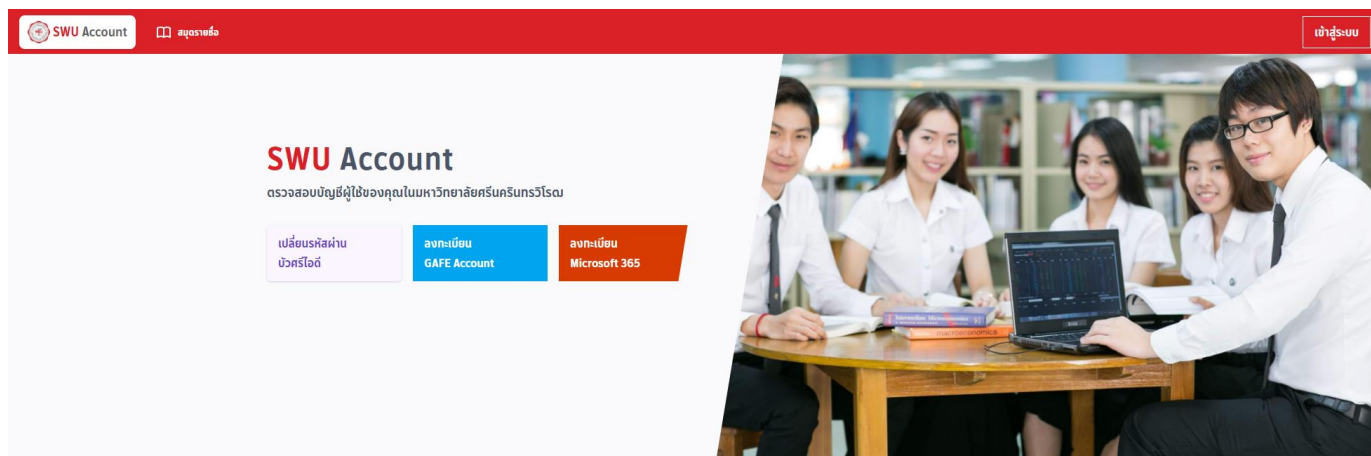 SWU Account
สมุดรายชื่อ
เข้าสู่ระบบ
SWU Account
ตรวจสอบบัญชีผู้ใช้ของคุณในมหาวิทยาลัยศรีนครินทรวิโรฒ
เปลี่ยนรหัสผ่าน
บัวศรีไอดี
ลงทะเบียน
GAFE Account
ลงทะเบียน
Microsoft 365
Intermediate Microeconomics
macroeconomics